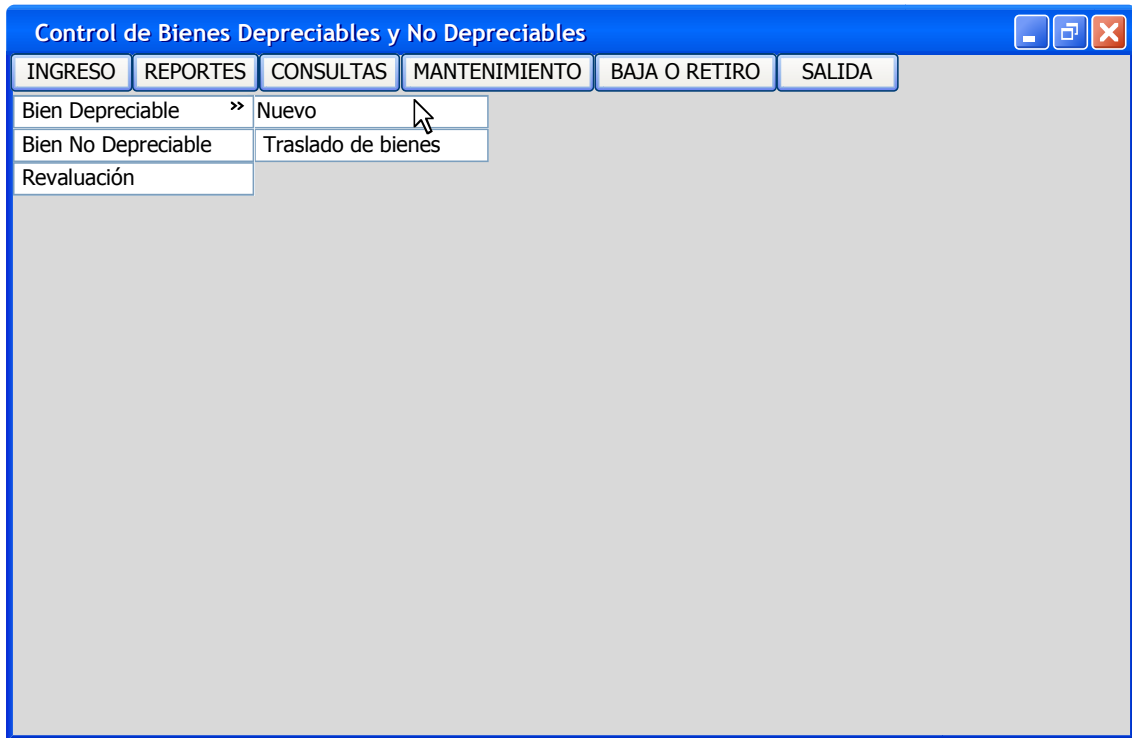 Control de Bienes Depreciables y No Depreciables
INGRESO REPORTES CONSULTAS MANTENIMIENTO BAJA O RETIRO SALIDA
Bien Depreciable » Nuevo
Bien No Depreciable Traslado de bienes
Revaluación